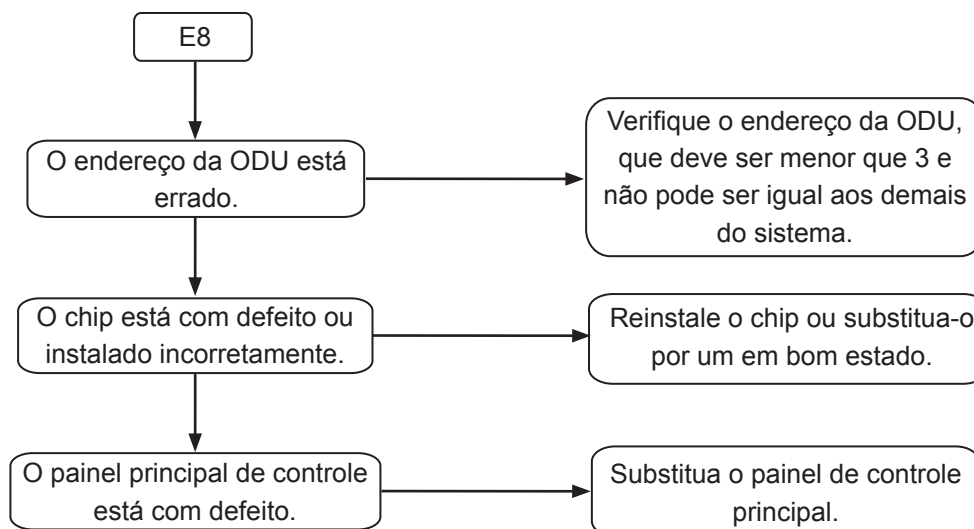 E8
O endereço da ODU está
errado.
Verifique o endereço da ODU,
que deve ser menor que 3 e
não pode ser igual aos demais
do sistema.
O chip está com defeito ou
instalado incorretamente.
Reinstale o chip ou substitua-o
por um em bom estado.
O painel principal de controle
está com defeito.
Substitua o painel de controle
principal.